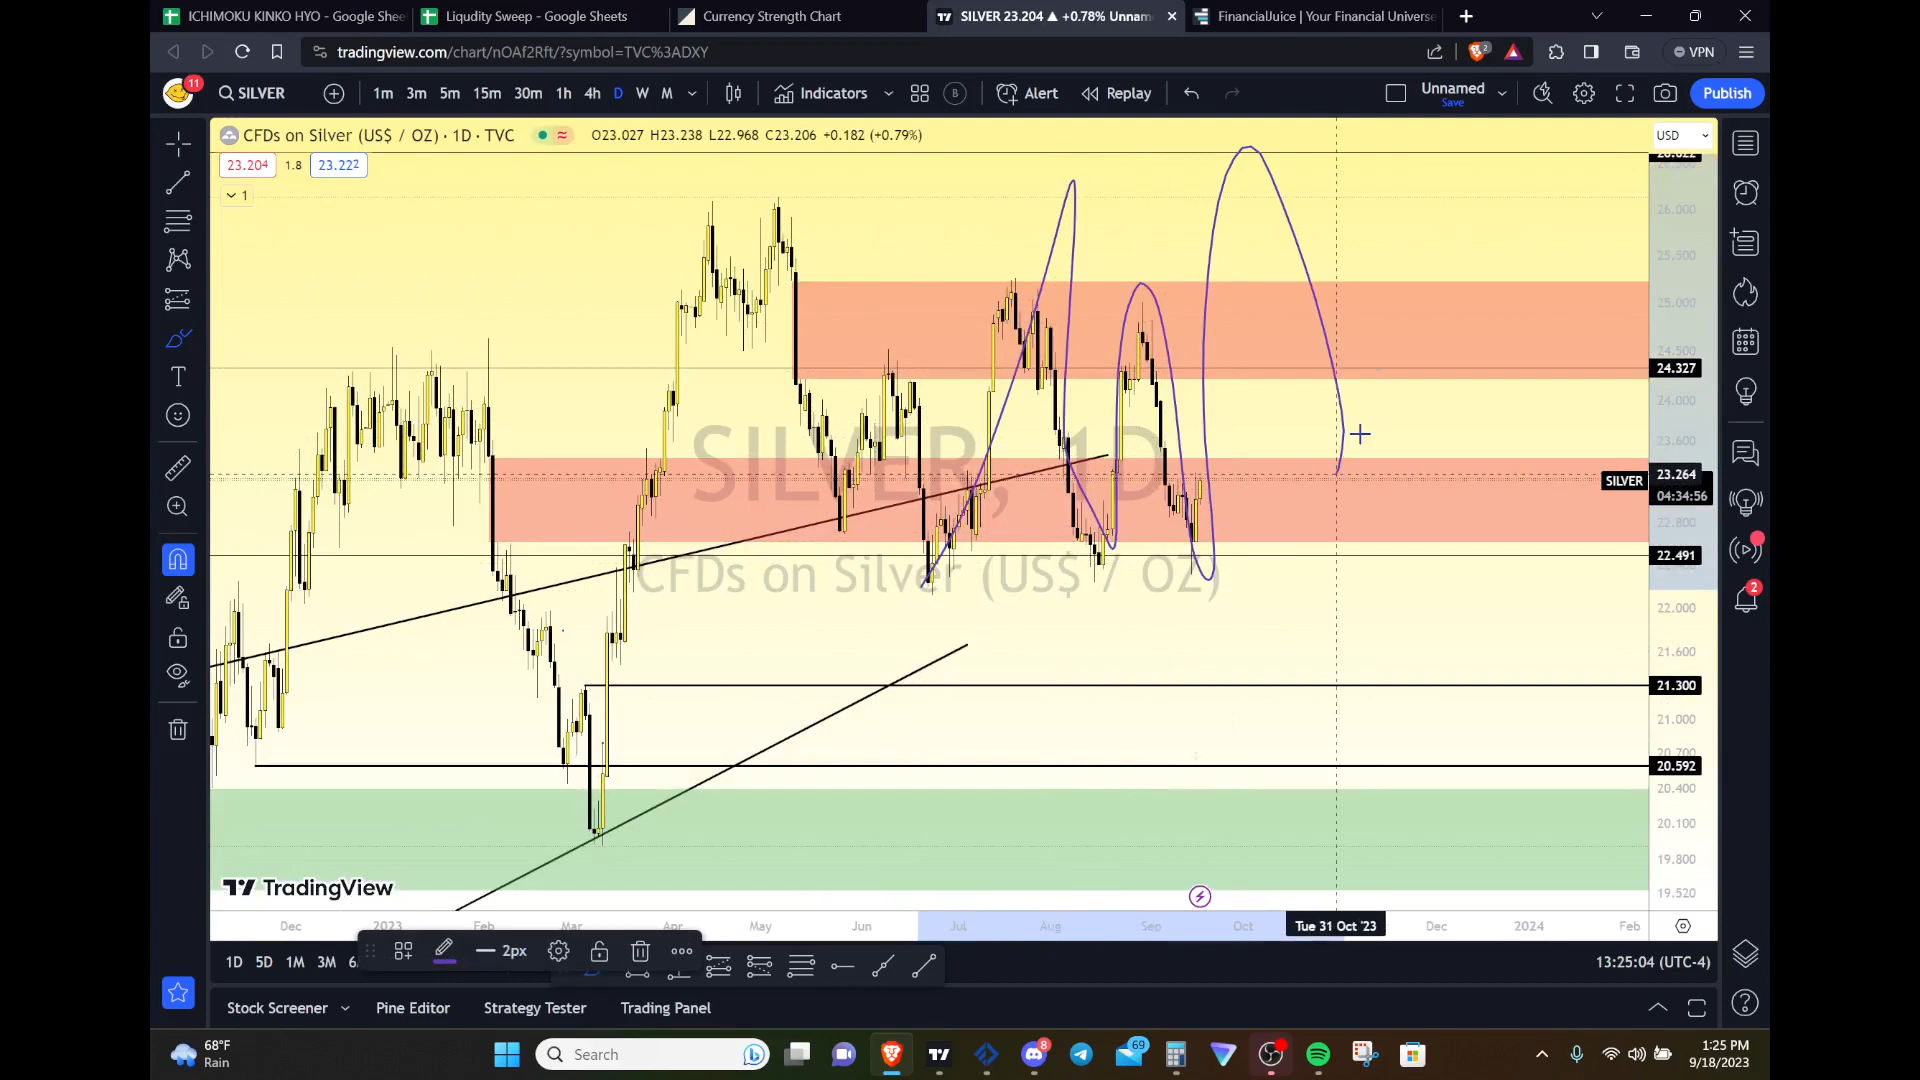 ICHIMOKU KINKO HYO - Google Shee
Liqudity Sweep - Google Sheets
Currency Strength Chart
SILVER 23.204 ▲ +0.78% Unnam
FinancialJuice | Your Financial Universe
tradingview.com/chart/nOAf2Rft/?symbol=TVC%3ADXY
2
VPN
11
SILVER
1m 3m 5m 15m 30m 1h 4h D W M
Indicators
B
Alert
Replay
Unnamed
Save
Publish
CFDs on Silver (US$ / OZ) · 1D · TVC
O23.027 H23.238 L22.968 C23.206 +0.182 (+0.79%)
USD
23.204 1.8 23.222
1
26.000
25.500
25.000
24.500
24.327
24.000
23.600
SILVER, 1D
CFDs on Silver (US$ / OZ)
SILVER
23.264
04:34:56
22.800
22.491
22.000
21.600
21.300
21.000
20.700
20.592
20.400
20.100
19.800
19.520
2
TradingView
Dec 2023 Feb Mar Apr May Jun Jul Aug Sep Oct Tue 31 Oct '23 Dec 2024 Feb
2px
1D 5D 1M 3M
13:25:04 (UTC-4)
Stock Screener
Pine Editor
Strategy Tester
Trading Panel
68°F
Rain
Search
8
69
1:25 PM
9/18/2023